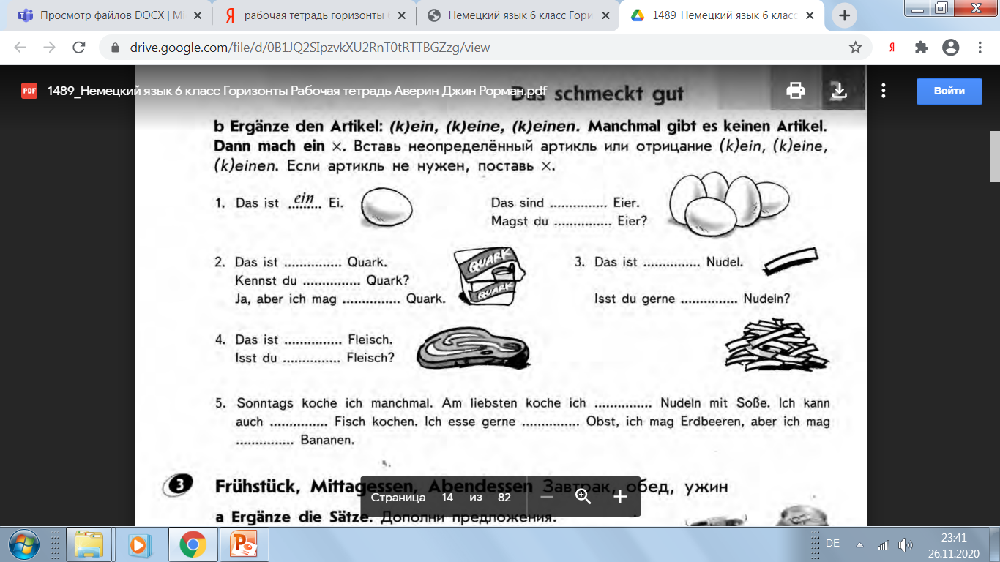 Просмотр файлов DOCX | Mi
рабочая тетрадь горизонты
Немецкий язык 6 класс Гори
1489_Немецкий язык 6 класс
drive.google.com/file/d/0B1JQ2SIpzvkXU2RnT0tRTTBGZzg/view
PDF 1489_Немецкий язык 6 класс Горизонты Рабочая тетрадь Аверин Джин Рорман.pdf
Войти
Das schmeckt gut
b Ergänze den Artikel: (k)ein, (k)eine, (k)einen. Manchmal gibt es keinen Artikel.
Dann mach ein ×. Вставь неопределённый артикль или отрицание (k)ein, (k)eine,
(k)einen. Если артикль не нужен, поставь ×.
1. Das ist ein Ei.
Das sind .............. Eier.
Magst du .............. Eier?
2. Das ist .............. Quark.
Kennst du .............. Quark?
Ja, aber ich mag .............. Quark.
QUARK
QUARK
3. Das ist .............. Nudel.
Isst du gerne .............. Nudeln?
4. Das ist .............. Fleisch.
Isst du .............. Fleisch?
5. Sonntags koche ich manchmal. Am liebsten koche ich .............. Nudeln mit Soße. Ich kann
auch .............. Fisch kochen. Ich esse gerne .............. Obst, ich mag Erdbeeren, aber ich mag
.............. Bananen.
3 Frühstück, Mittagessen, Abendessen Завтрак, обед, ужин
a Ergänze die Sätze. Дополни предложения.
Страница 14 из 82
DE
23:41
26.11.2020